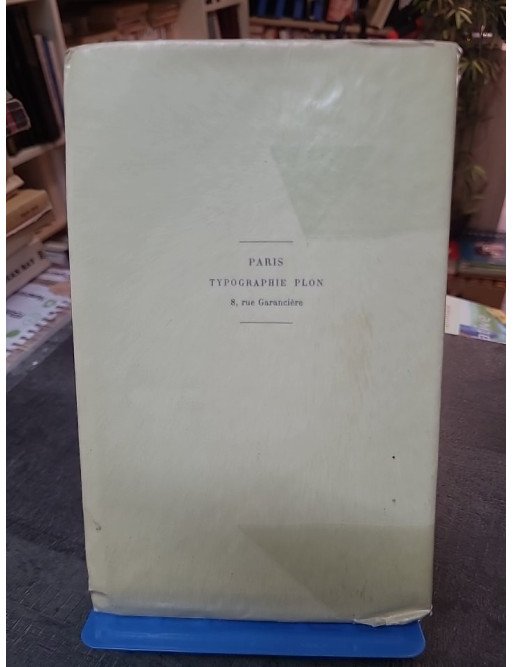 PARIS
TYPOGRAPHIE PLON
8, rue Garancière